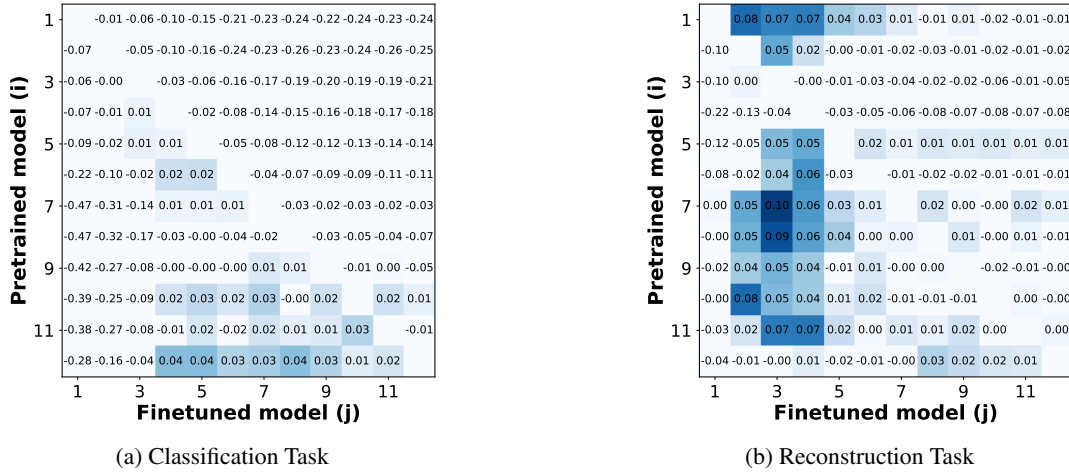 Pretrained model (i)
1 -0.01 -0.06 -0.10 -0.15 -0.21 -0.23 -0.24 -0.22 -0.24 -0.23 -0.24
-0.07 -0.05 -0.10 -0.16 -0.24 -0.23 -0.26 -0.24 -0.26 -0.26 -0.25
3 -0.06 -0.00 -0.03 -0.06 -0.16 -0.17 -0.19 -0.20 -0.19 -0.19 -0.21
-0.07 -0.01 0.01 -0.02 -0.08 -0.14 -0.15 -0.16 -0.18 -0.17 -0.18
5 -0.09 -0.02 0.01 0.01 -0.05 -0.08 -0.12 -0.12 -0.13 -0.14 -0.14
-0.22 -0.10 -0.02 0.02 0.02 -0.04 -0.07 -0.09 -0.09 -0.11 -0.11
7 -0.47 -0.31 -0.14 0.01 0.01 0.01 -0.03 -0.02 -0.03 -0.02 -0.03
-0.47 -0.32 -0.17 -0.03 -0.00 -0.04 -0.02 -0.03 -0.05 -0.04 -0.07
9 -0.42 -0.27 -0.08 -0.00 -0.00 -0.00 0.01 0.01 -0.01 0.00 -0.05
-0.39 -0.25 -0.09 0.02 0.03 0.02 0.03 -0.00 0.02 0.02 0.01
11 -0.38 -0.27 -0.08 -0.01 0.02 -0.02 0.02 0.01 0.01 0.03 -0.01
-0.28 -0.16 -0.04 0.04 0.04 0.03 0.03 0.04 0.03 0.01 0.02
1 3 5 7 9 11
Finetuned model (j)
(a) Classification Task
Pretrained model (i)
1 0.08 0.07 0.07 0.04 0.03 0.01 -0.01 0.01 -0.02 -0.01 -0.01
-0.10 0.05 0.02 -0.00 -0.01 -0.02 -0.03 -0.01 -0.02 -0.01 -0.02
3 -0.10 0.00 -0.00 -0.01 -0.03 -0.04 -0.02 -0.02 -0.06 -0.01 -0.05
-0.22 -0.13 -0.04 -0.03 -0.05 -0.06 -0.08 -0.07 -0.08 -0.07 -0.08
5 -0.12 -0.05 0.05 0.05 0.02 0.01 0.01 0.01 0.01 0.01 0.01
-0.08 -0.02 0.04 0.06 -0.03 -0.01 -0.02 -0.02 -0.01 -0.01 -0.01
7 0.00 0.05 0.10 0.06 0.03 0.01 0.02 0.00 -0.01 0.02 0.01
-0.00 0.05 0.09 0.06 0.04 0.00 0.00 0.01 -0.00 -0.03 -0.00
9 -0.02 0.04 0.05 0.04 0.01 0.01 -0.00 0.00 -0.02 -0.01 -0.00
-0.00 0.08 0.05 0.04 0.01 0.02 -0.01 -0.01 -0.01 0.00 -0.00
11 -0.03 0.02 0.07 0.07 0.02 0.00 0.01 0.01 0.02 0.00 0.00
-0.04 -0.01 -0.00 0.01 -0.02 -0.01 -0.00 0.03 0.02 0.02 0.01
1 3 5 7 9 11
Finetuned model (j)
(b) Reconstruction Task